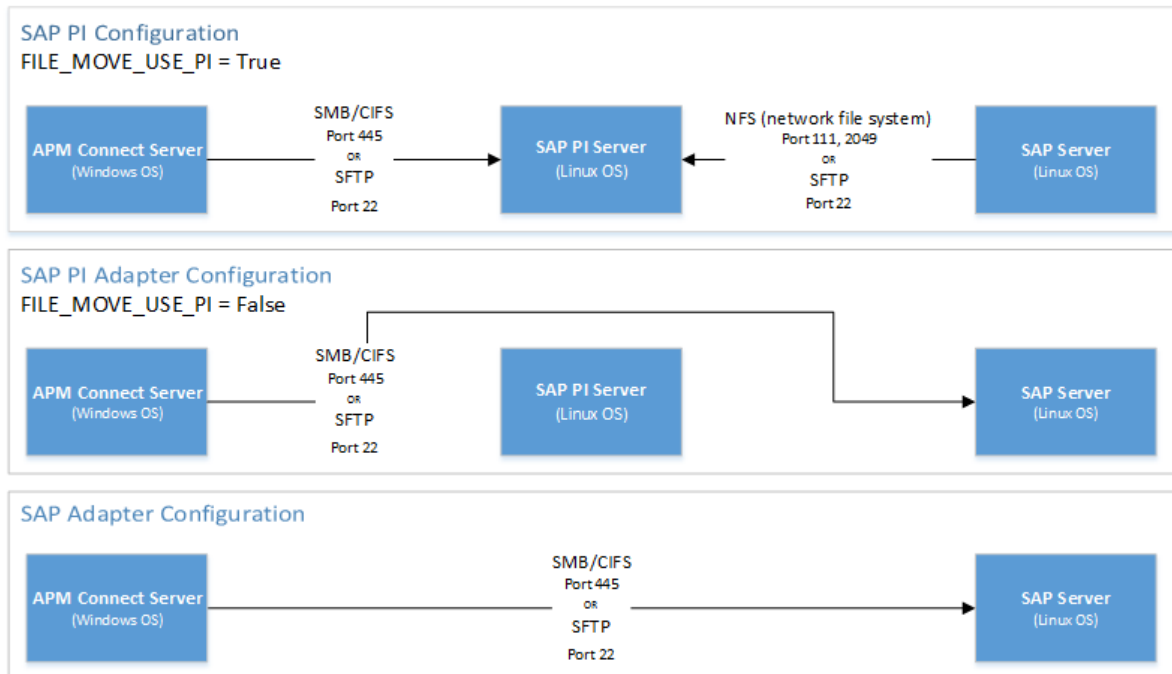 SAP PI Configuration
FILE_MOVE_USE_PI = True
APM Connect Server
(Windows OS)
SMB/CIFS
Port 445
OR
SFTP
Port 22
SAP PI Server
(Linux OS)
NFS (network file system)
Port 111, 2049
OR
SFTP
Port 22
SAP Server
(Linux OS)
SAP PI Adapter Configuration
FILE_MOVE_USE_PI = False
APM Connect Server
(Windows OS)
SMB/CIFS
Port 445
OR
SFTP
Port 22
SAP PI Server
(Linux OS)
SAP Server
(Linux OS)
SAP Adapter Configuration
APM Connect Server
(Windows OS)
SMB/CIFS
Port 445
OR
SFTP
Port 22
SAP Server
(Linux OS)